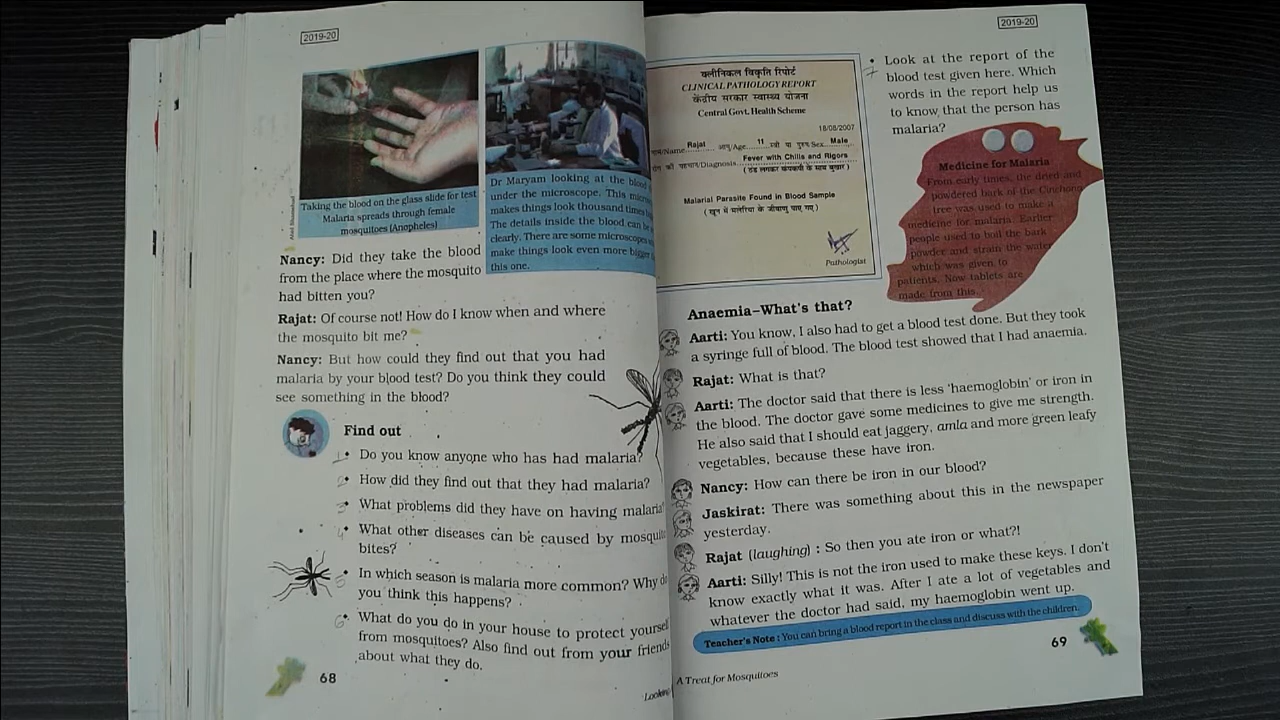 2019-20
Taking the blood on the glass slide for test
Malaria spreads through female
mosquitoes (Anopheles)
Dr Maryam looking at the blood
under the microscope. This
makes things look thousand times
The details inside the blood can be
clearly. There are some microscopes
make things look even more bigger
this one.
Nancy: Did they take the blood
from the place where the mosquito
had bitten you?
Rajat: Of course not! How do I know when and where
the mosquito bit me?
Nancy: But how could they find out that you had
malaria by your blood test? Do you think they could
see something in the blood?
Find out
• Do you know anyone who has had malaria?
• How did they find out that they had malaria?
• What problems did they have on having malaria
• What other diseases can be caused by mosquito
bites?
• In which season is malaria more common? Why do
you think this happens?
• What do you do in your house to protect yourself
from mosquitoes? Also find out from your friends
about what they do.
68
Looking
2019-20
क्लीनिकल विकृति रिपोर्ट
CLINICAL PATHOLOGY REPORT
केंद्रीय सरकार स्वास्थ्य योजना
Central Govt. Health Scheme
18/08/2007
नाम/Name Rajat आयु/Age 11 स्त्री या पुरुष/Sex Male
रोग की पहचान/Diagnosis Fever with Chills and Rigors
(ठंड लगकर कंपकंपी के साथ बुखार)
Malarial Parasite Found in Blood Sample
(खून में मलेरिया के जीवाणु पाए गए)
Pathologist
• Look at the report of the
blood test given here. Which
words in the report help us
to know that the person has
malaria?
Medicine for Malaria
From early times, the dried and
powdered bark of the Cinchona
tree was used to make a
medicine for malaria. Earlier
people used to boil the bark
powder and strain the water
which was given to
patients. Now tablets are
made from this.
Anaemia–What's that?
Aarti: You know, I also had to get a blood test done. But they took
a syringe full of blood. The blood test showed that I had anaemia.
Rajat: What is that?
Aarti: The doctor said that there is less 'haemoglobin' or iron in
the blood. The doctor gave some medicines to give me strength.
He also said that I should eat jaggery, amla and more green leafy
vegetables, because these have iron.
Nancy: How can there be iron in our blood?
Jaskirat: There was something about this in the newspaper
yesterday.
Rajat (laughing) : So then you ate iron or what?!
Aarti: Silly! This is not the iron used to make these keys. I don't
know exactly what it was. After I ate a lot of vegetables and
whatever the doctor had said, my haemoglobin went up.
Teacher's Note : You can bring a blood report in the class and discuss with the children.
69
A Treat for Mosquitoes